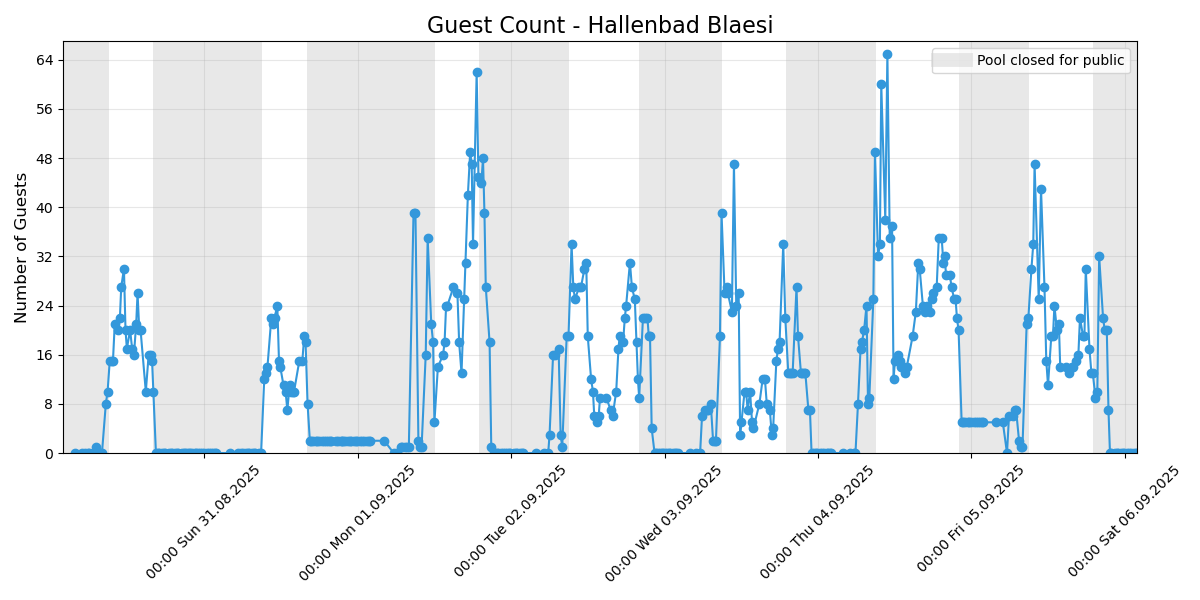 Guest Count - Hallenbad Blaesi
Pool closed for public
Number of Guests
64
56
48
40
32
24
16
8
0
00:00 Sun 31.08.2025
00:00 Mon 01.09.2025
00:00 Tue 02.09.2025
00:00 Wed 03.09.2025
00:00 Thu 04.09.2025
00:00 Fri 05.09.2025
00:00 Sat 06.09.2025